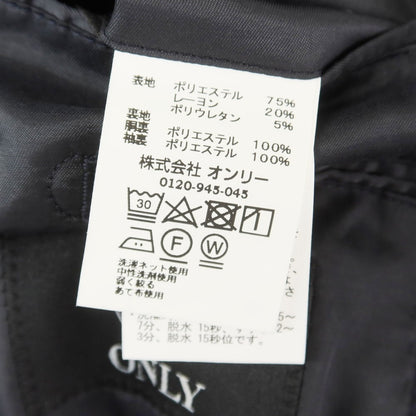 表地 ポリエステル 75%
レーヨン 20%
ポリウレタン 5%
裏地
胴裏 ポリエステル 100%
袖裏 ポリエステル 100%
株式会社 オンリー
0120-945-045
30
F W
洗濯ネット使用
中性洗剤使用
弱く絞る
あて布使用
7分、脱水 15秒、
3分、脱水 15秒位です。
ONLY